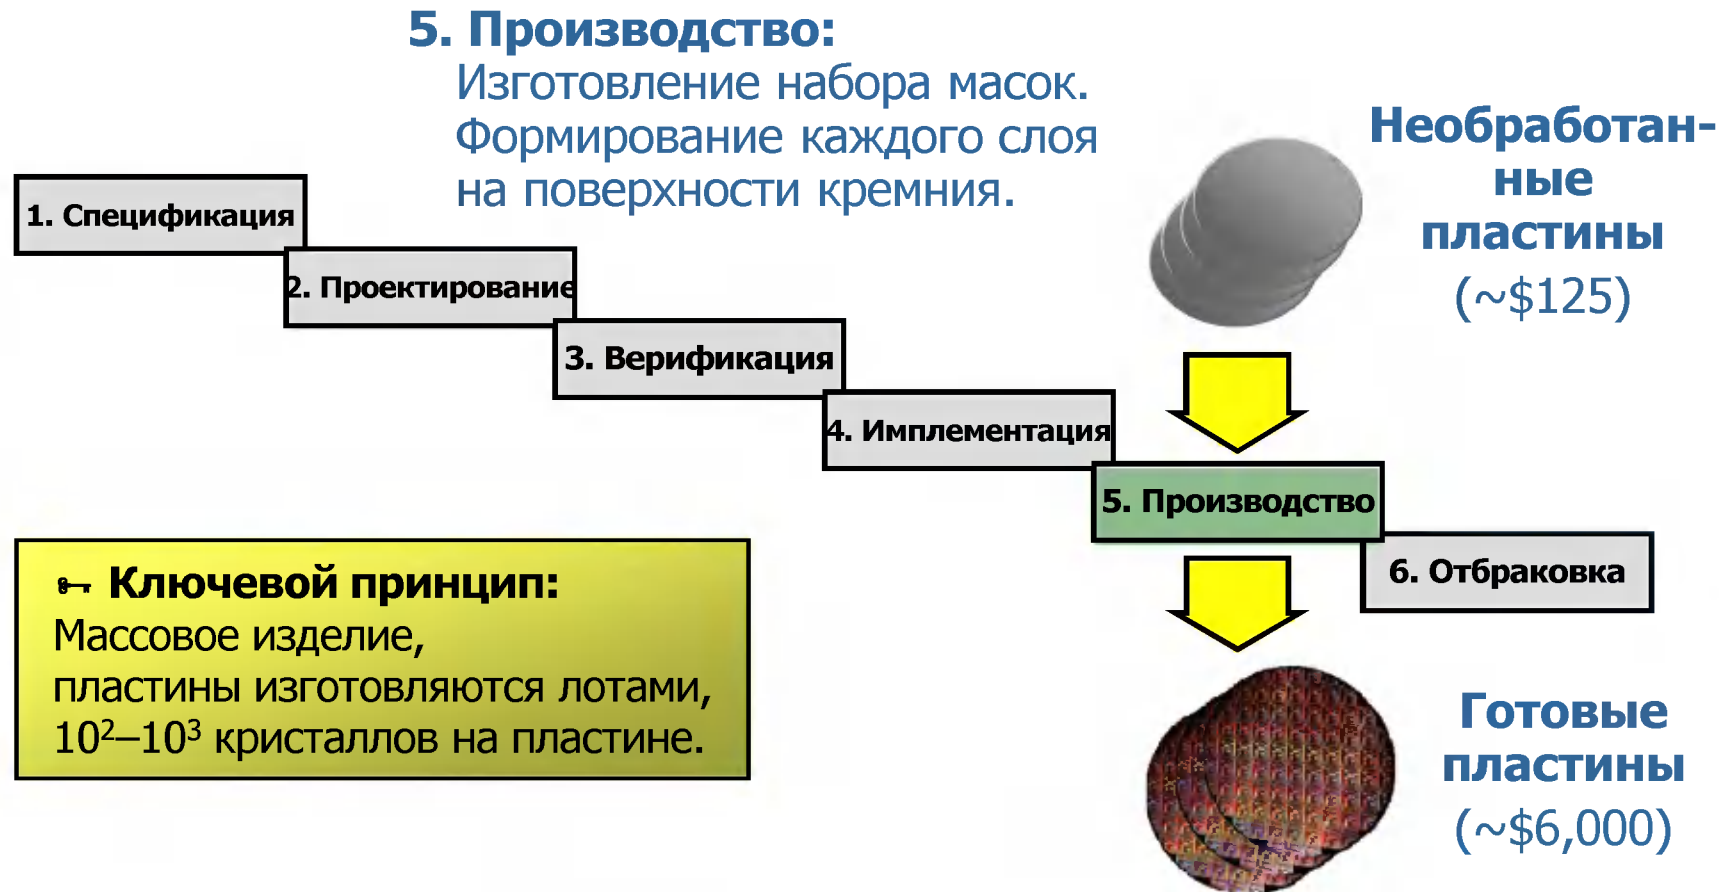 5. Производство:
Изготовление набора масок.
Формирование каждого слоя
на поверхности кремния.
Необработан-
ные
пластины
(~$125)
1. Спецификация
2. Проектирование
3. Верификация
4. Имплементация
5. Производство
6. Отбраковка
Ключевой принцип:
Массовое изделие,
пластины изготовляются лотами,
10²–10³ кристаллов на пластине.
Готовые
пластины
(~$6,000)